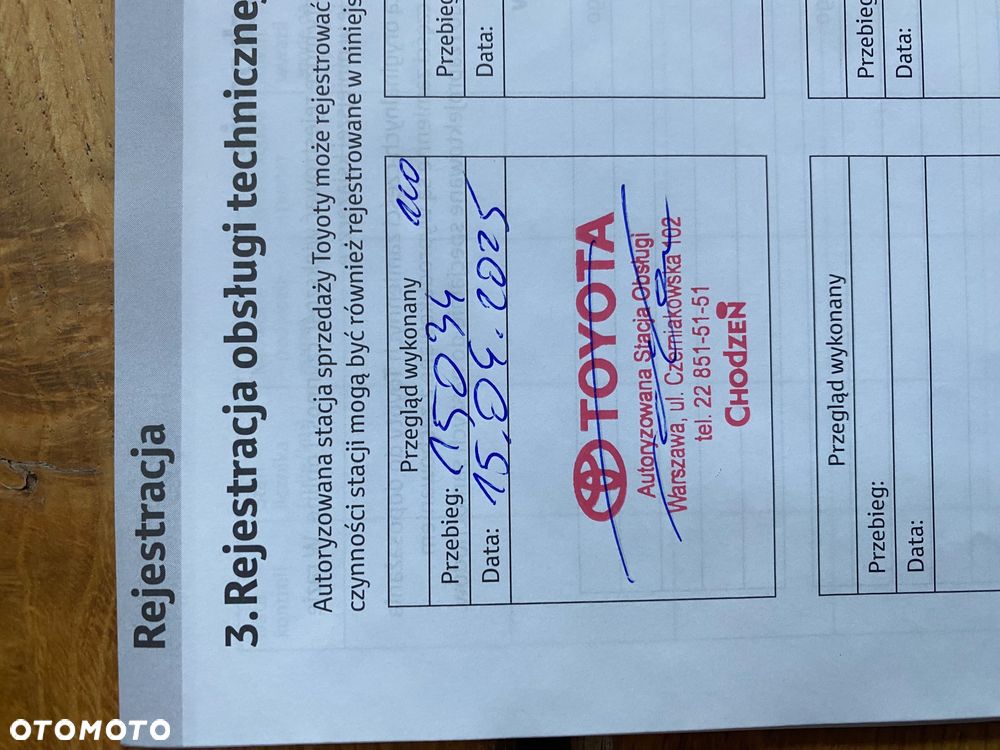 Rejestracja
3.Rejestracja obsługi techniczne
Autoryzowana stacja sprzedaży Toyoty może rejestrować
czynności stacji mogą być również rejestrowane w niniejs
Przegląd wykonany
Przebieg: 15034
Data: 15.04.2025
TOYOTA
Autoryzowana Stacja Obsługi
Warszawa, ul. Czerniakowska 102
tel. 22 851-51-51
CHODZEŃ
Przebieg
Data:
Przegląd wykonany
Przebieg:
Data:
Przebieg
Data:
OTOMOTO